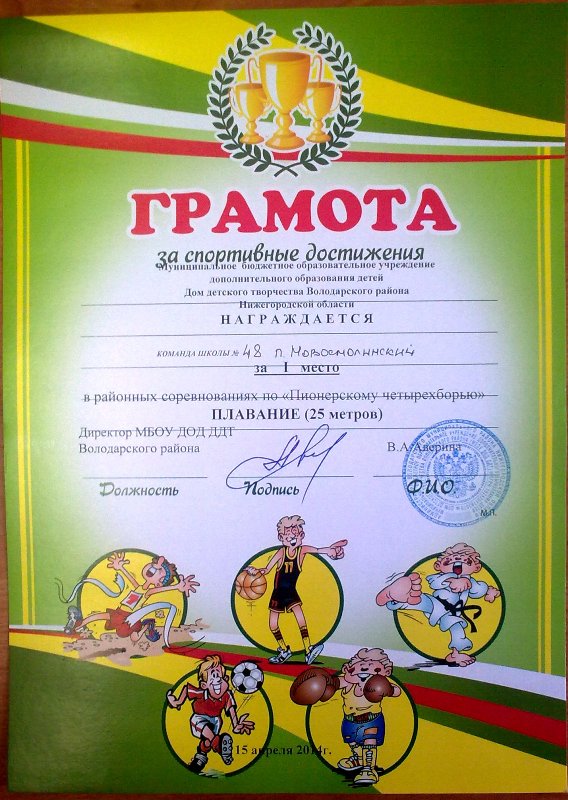 ГРАМОТА
за спортивные достижения
Муниципальное бюджетное образовательное учреждение
дополнительного образования детей
Дом детского творчества Володарского района
Нижегородской области
НАГРАЖДАЕТСЯ
КОМАНДА ШКОЛЫ № 48 п. Новосмолинский
за I место
в районных соревнованиях по «Пионерскому четырехборью»
ПЛАВАНИЕ (25 метров)
Директор МБОУ ДОД ДДТ
Володарского района В.А.Аверина
Должность Подпись Ф.И.О.
М.П.
17
15 апреля 2014г.